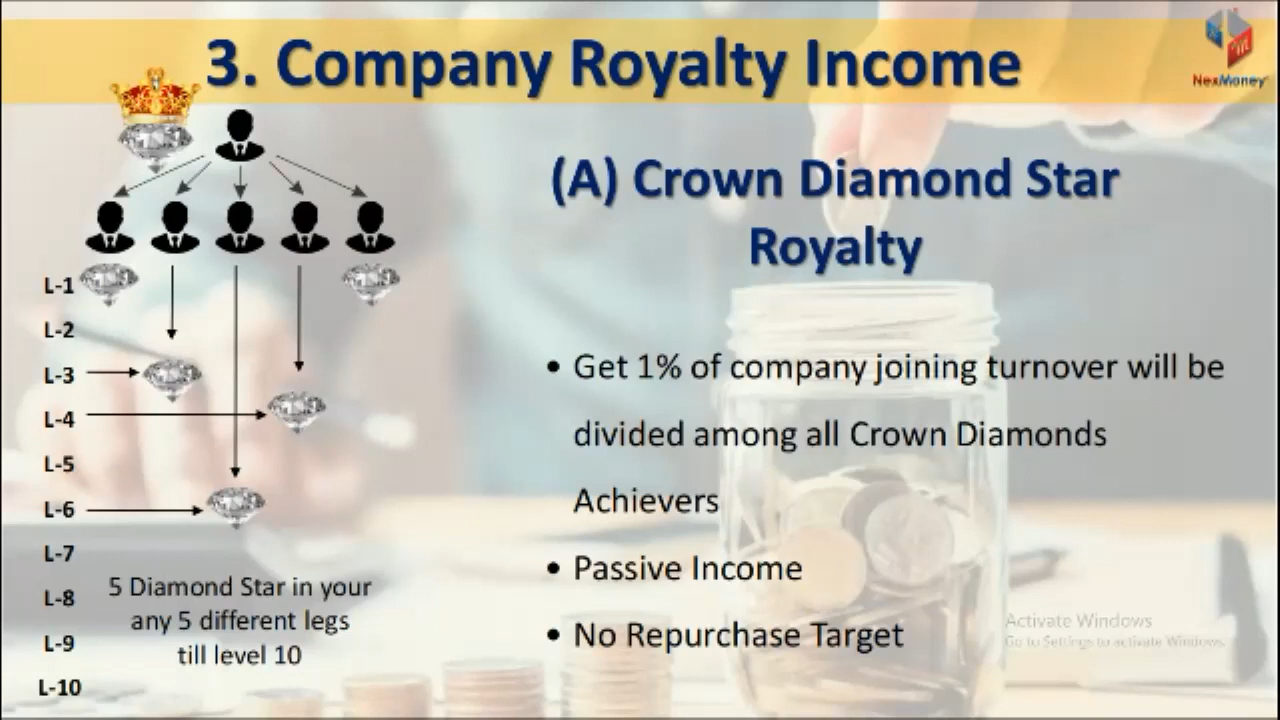 3. Company Royalty Income
NexMoney
(A) Crown Diamond Star
Royalty
L-1
L-2
L-3
L-4
L-5
L-6
L-7
L-8
L-9
L-10
5 Diamond Star in your
any 5 different legs
till level 10
• Get 1% of company joining turnover will be
divided among all Crown Diamonds
Achievers
• Passive Income
• No Repurchase Target
Activate Windows
Go to Settings to activate Windows.